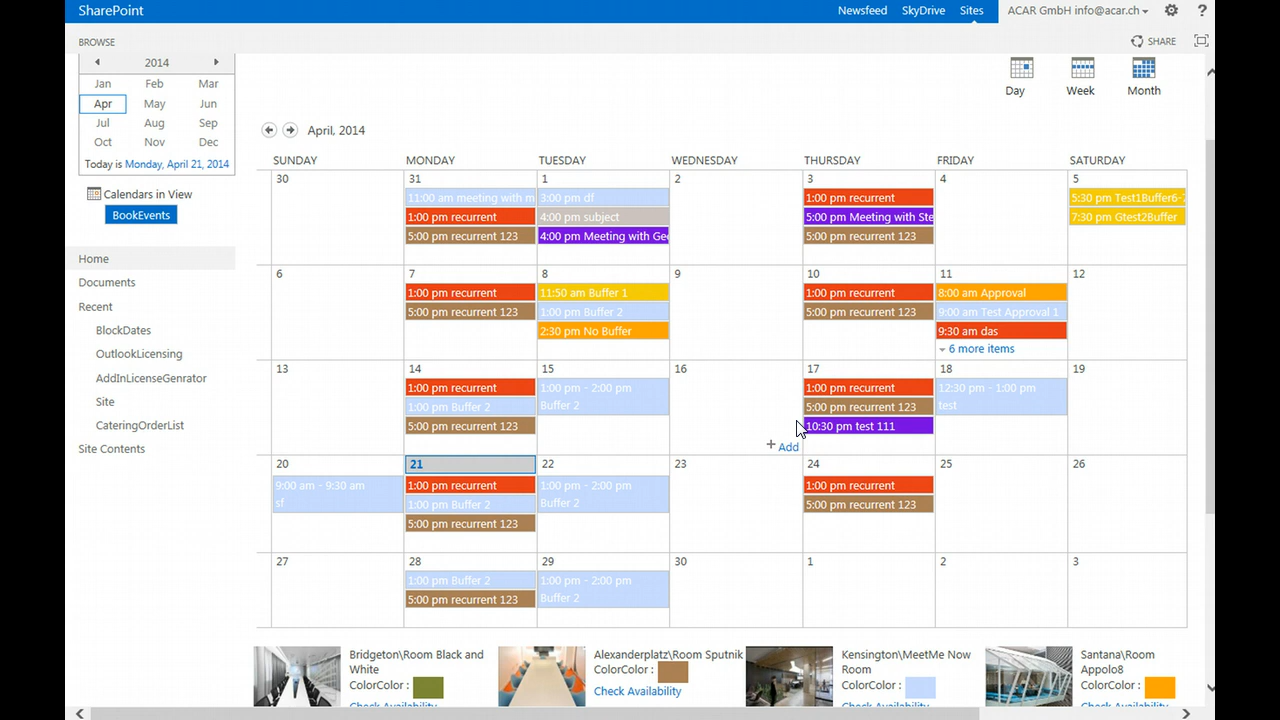 SharePoint
Newsfeed SkyDrive Sites ACAR GmbH info@acar.ch ?
BROWSE
SHARE
2014
Jan Feb Mar
Apr May Jun
Jul Aug Sep
Oct Nov Dec
Today is Monday, April 21, 2014
Calendars in View
BookEvents
Home
Documents
Recent
BlockDates
OutlookLicensing
AddInLicenseGenrator
Site
CateringOrderList
Site Contents
Day Week Month
April, 2014
SUNDAY MONDAY TUESDAY WEDNESDAY THURSDAY FRIDAY SATURDAY
30 31 1 2 3 4 5
11:00 am meeting with m 3:00 pm df 1:00 pm recurrent 5:30 pm Test1Buffer6-7
1:00 pm recurrent 4:00 pm subject 5:00 pm Meeting with Ste 7:30 pm Gtest2Buffer
5:00 pm recurrent 123 4:00 pm Meeting with Gee 5:00 pm recurrent 123
6 7 8 9 10 11 12
1:00 pm recurrent 11:50 am Buffer 1 1:00 pm recurrent 8:00 am Approval
5:00 pm recurrent 123 1:00 pm Buffer 2 5:00 pm recurrent 123 9:00 am Test Approval 1
2:30 pm No Buffer 9:30 am das
6 more items
13 14 15 16 17 18 19
1:00 pm recurrent 1:00 pm - 2:00 pm 1:00 pm recurrent 12:30 pm - 1:00 pm
1:00 pm Buffer 2 Buffer 2 5:00 pm recurrent 123 test
5:00 pm recurrent 123 10:30 pm test 111
Add
20 21 22 23 24 25 26
9:00 am - 9:30 am 1:00 pm recurrent 1:00 pm - 2:00 pm 1:00 pm recurrent
sf 1:00 pm Buffer 2 Buffer 2 5:00 pm recurrent 123
5:00 pm recurrent 123
27 28 29 30 1 2 3
1:00 pm Buffer 2 1:00 pm - 2:00 pm
5:00 pm recurrent 123 Buffer 2
Bridgeton\Room Black and
White
ColorColor :
Check Availability
Alexanderplatz\Room Sputnik
ColorColor :
Check Availability
Kensington\MeetMe Now
Room
ColorColor :
Check Availability
Santana\Room
Appolo8
ColorColor :
Check Availability